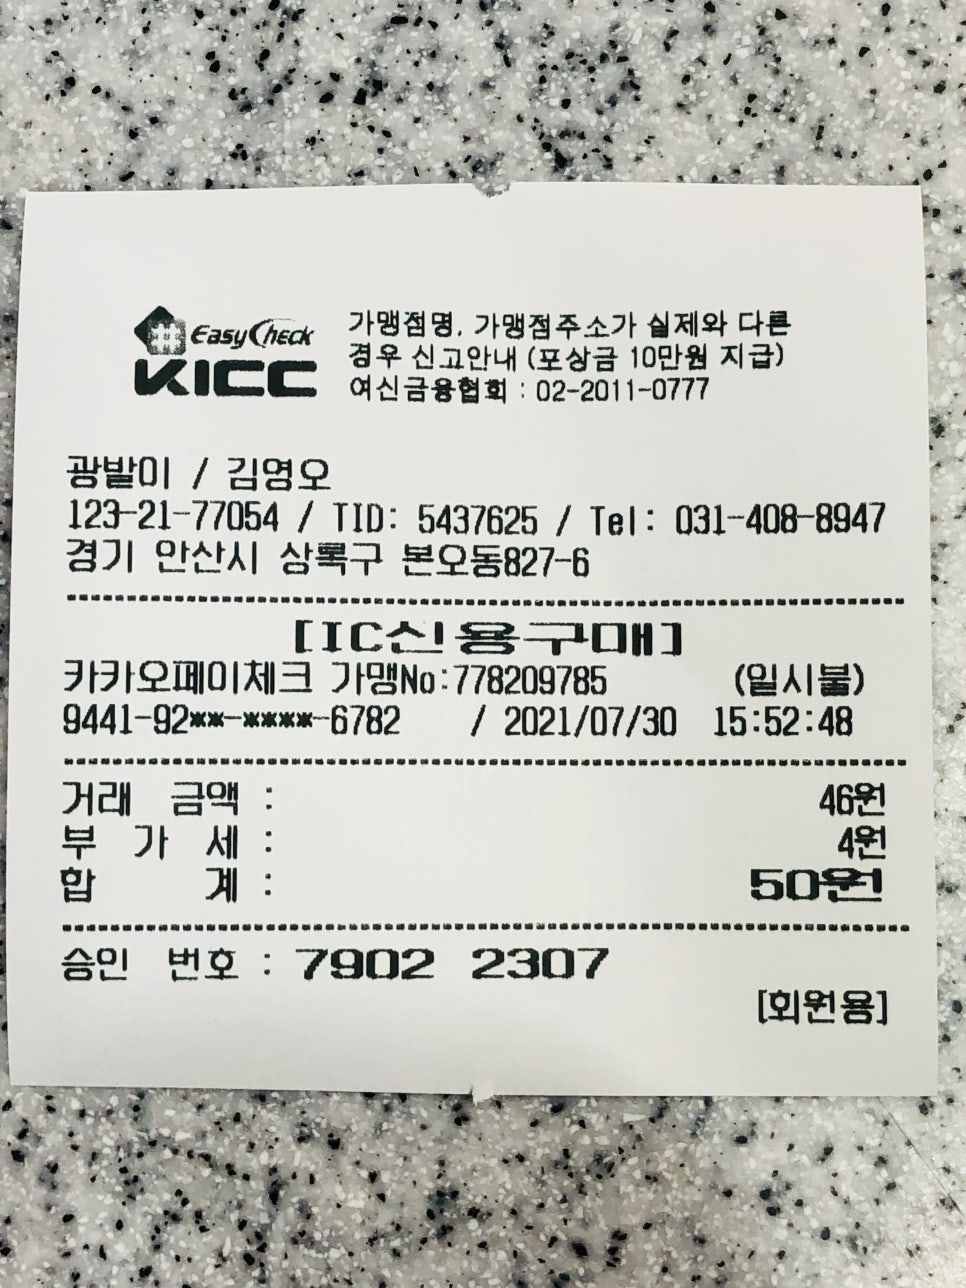 EasyCheck
KICC
가맹점명, 가맹점주소가 실제와 다른
경우 신고안내 (포상금 10만원 지급)
여신금융협회 : 02-2011-0777
광발이 / 김영오
123-21-77054 / TID: 5437625 / Tel: 031-408-8947
경기 안산시 상록구 본오동827-6
[IC신용구매]
카카오페이체크 가맹No:778209785 (일시불)
9441-92**-****-6782 / 2021/07/30 15:52:48
거래 금액 : 46원
부 가 세 : 4원
합 계 : 50원
승인 번호 : 7902 2307
[회원용]